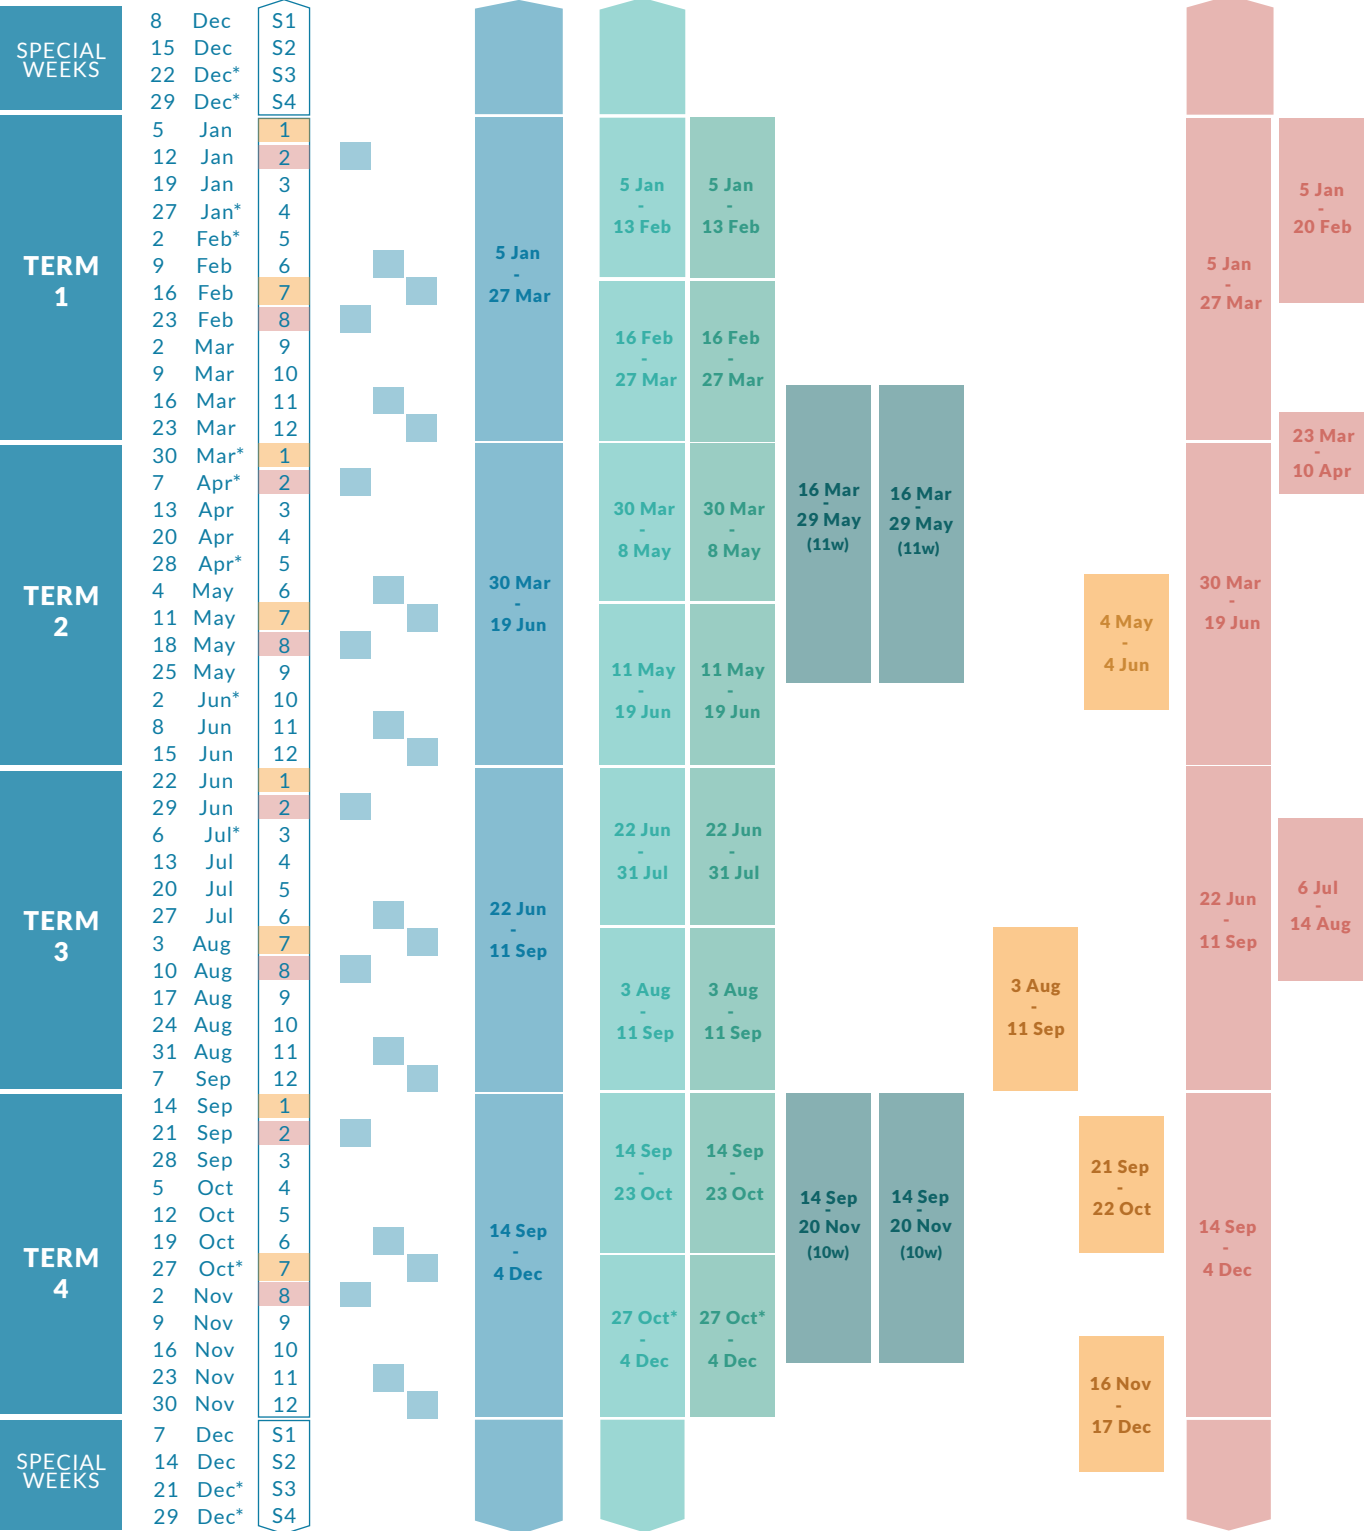 SPECIAL
WEEKS
8 Dec S1
15 Dec S2
22 Dec* S3
29 Dec* S4
TERM
1
5 Jan 1
12 Jan 2
19 Jan 3
27 Jan* 4
2 Feb* 5
9 Feb 6
16 Feb 7
23 Feb 8
2 Mar 9
9 Mar 10
16 Mar 11
23 Mar 12
TERM
2
30 Mar* 1
7 Apr* 2
13 Apr 3
20 Apr 4
28 Apr* 5
4 May 6
11 May 7
18 May 8
25 May 9
2 Jun* 10
8 Jun 11
15 Jun 12
TERM
3
22 Jun 1
29 Jun 2
6 Jul* 3
13 Jul 4
20 Jul 5
27 Jul 6
3 Aug 7
10 Aug 8
17 Aug 9
24 Aug 10
31 Aug 11
7 Sep 12
TERM
4
14 Sep 1
21 Sep 2
28 Sep 3
5 Oct 4
12 Oct 5
19 Oct 6
27 Oct* 7
2 Nov 8
9 Nov 9
16 Nov 10
23 Nov 11
30 Nov 12
SPECIAL
WEEKS
7 Dec S1
14 Dec S2
21 Dec* S3
29 Dec* S4
5 Jan
-
27 Mar
30 Mar
-
19 Jun
22 Jun
-
11 Sep
14 Sep
-
4 Dec
5 Jan
-
13 Feb
16 Feb
-
27 Mar
30 Mar
-
8 May
11 May
-
19 Jun
22 Jun
-
31 Jul
3 Aug
-
11 Sep
14 Sep
-
23 Oct
27 Oct*
-
4 Dec
5 Jan
-
13 Feb
16 Feb
-
27 Mar
30 Mar
-
8 May
11 May
-
19 Jun
22 Jun
-
31 Jul
3 Aug
-
11 Sep
14 Sep
-
23 Oct
27 Oct*
-
4 Dec
16 Mar
-
29 May
(11w)
14 Sep
-
20 Nov
(10w)
16 Mar
-
29 May
(11w)
14 Sep
-
20 Nov
(10w)
3 Aug
-
11 Sep
4 May
-
4 Jun
21 Sep
-
22 Oct
16 Nov
-
17 Dec
5 Jan
-
27 Mar
30 Mar
-
19 Jun
22 Jun
-
11 Sep
14 Sep
-
4 Dec
5 Jan
-
20 Feb
23 Mar
-
10 Apr
6 Jul
-
14 Aug